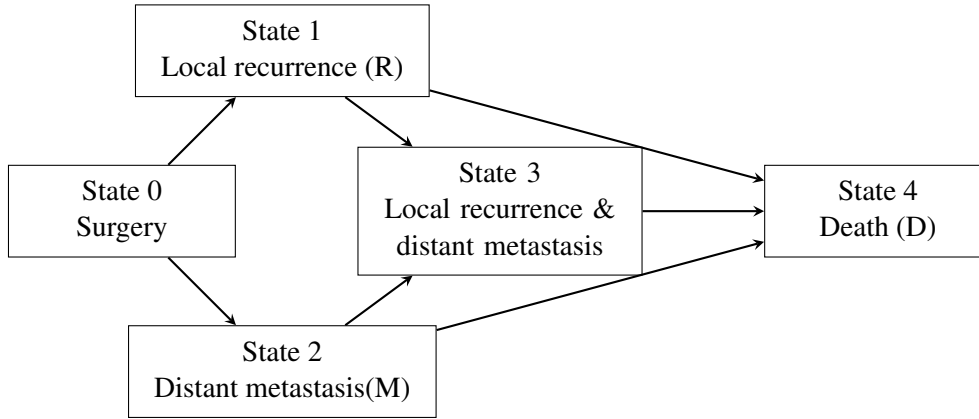 State 1
Local recurrence (R)
State 0
Surgery
State 3
Local recurrence &
distant metastasis
State 4
Death (D)
State 2
Distant metastasis(M)